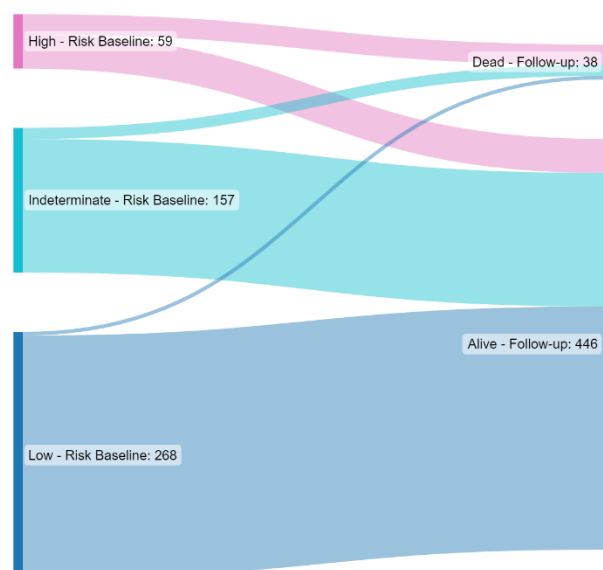 High - Risk Baseline: 59
Dead - Follow-up: 38
Indeterminate - Risk Baseline: 157
Alive - Follow-up: 446
Low - Risk Baseline: 268